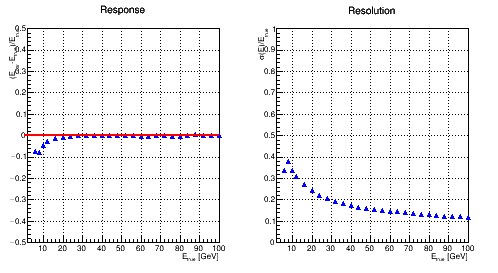 Response
(E_DW - E_true)/E_true
0.5
0.4
0.3
0.2
0.1
0
−0.1
−0.2
−0.3
−0.4
−0.5
10 20 30 40 50 60 70 80 90 100
E_true [GeV]
Resolution
σ(E)/E_true
1
0.9
0.8
0.7
0.6
0.5
0.4
0.3
0.2
0.1
0
10 20 30 40 50 60 70 80 90 100
E_true [GeV]